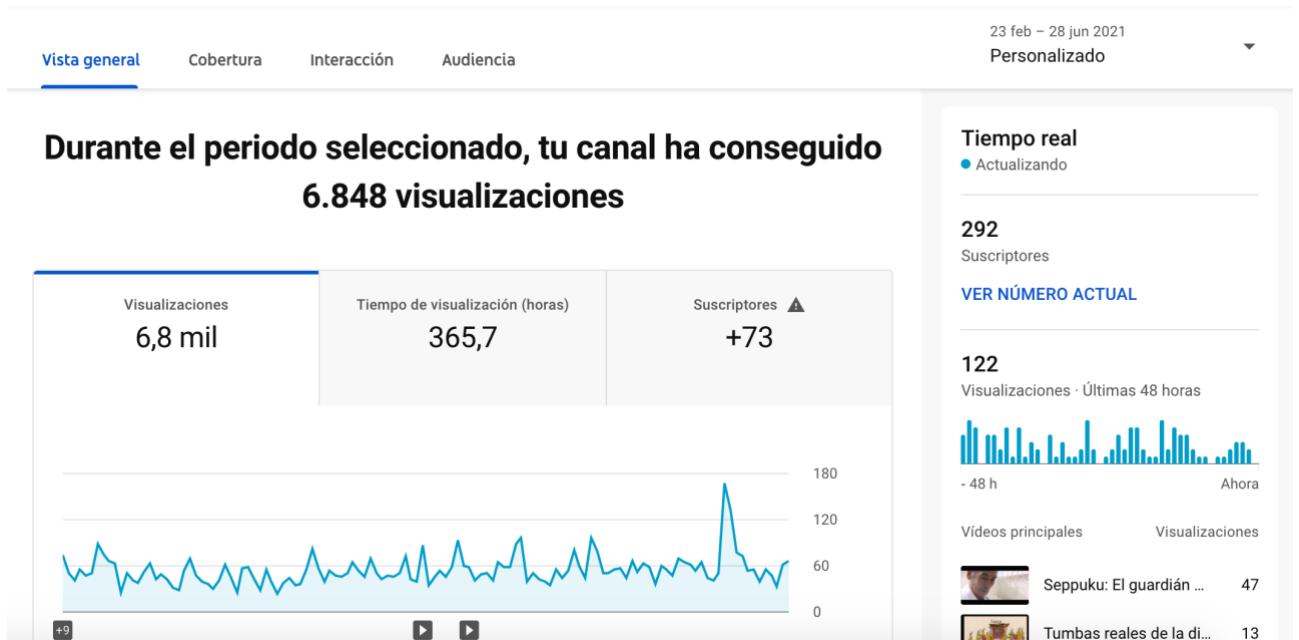 Vista general
Cobertura
Interacción
Audiencia
23 feb – 28 jun 2021
Personalizado
Durante el periodo seleccionado, tu canal ha conseguido
6.848 visualizaciones
Visualizaciones
6,8 mil
Tiempo de visualización (horas)
365,7
Suscriptores
+73
180
120
60
0
+9
Tiempo real
Actualizando
292
Suscriptores
VER NÚMERO ACTUAL
122
Visualizaciones · Últimas 48 horas
- 48 h
Ahora
Vídeos principales
Visualizaciones
Seppuku: El guardián ...
47
Tumbas reales de la di...
13